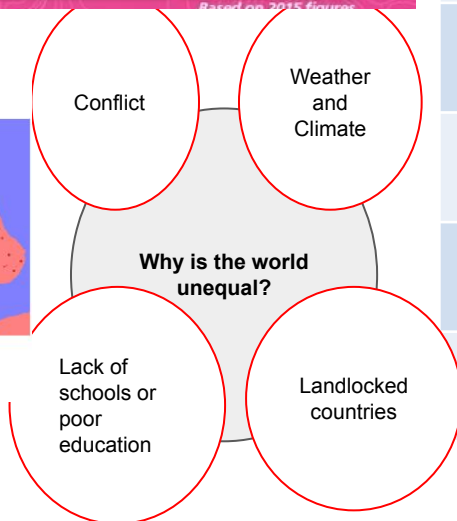 Based on 2015 figures
Conflict
Weather
and
Climate
Why is the world
unequal?
Lack of
schools or
poor
education
Landlocked
countries